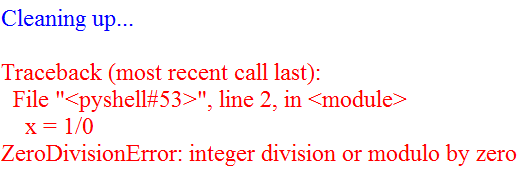 Cleaning up...
Traceback (most recent call last):
  File "<pyshell#53>", line 2, in <module>
    x = 1/0
ZeroDivisionError: integer division or modulo by zero